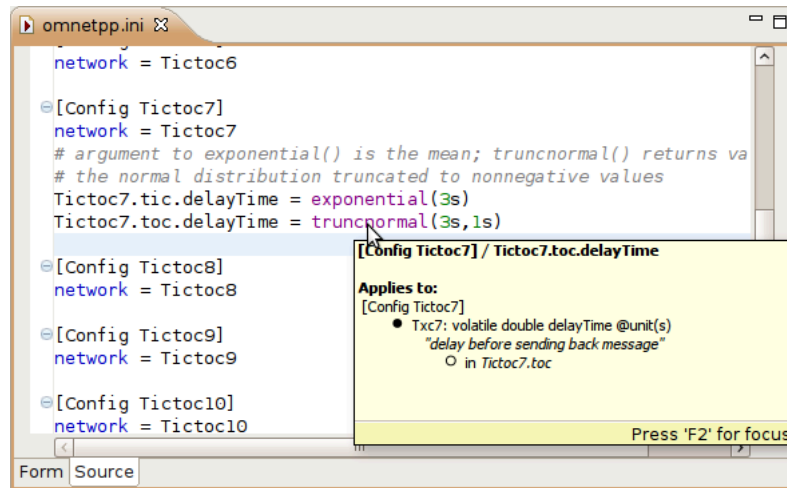 omnetpp.ini
network = Tictoc6
[Config Tictoc7]
network = Tictoc7
# argument to exponential() is the mean; truncnormal() returns va
# the normal distribution truncated to nonnegative values
Tictoc7.tic.delayTime = exponential(3s)
Tictoc7.toc.delayTime = truncnormal(3s,1s)
[Config Tictoc7] / Tictoc7.toc.delayTime
[Config Tictoc8]
network = Tictoc8
Applies to:
[Config Tictoc7]
Txc7: volatile double delayTime @unit(s)
"delay before sending back message"
in Tictoc7.toc
[Config Tictoc9]
network = Tictoc9
[Config Tictoc10]
network = Tictoc10
Press 'F2' for focus
Form Source